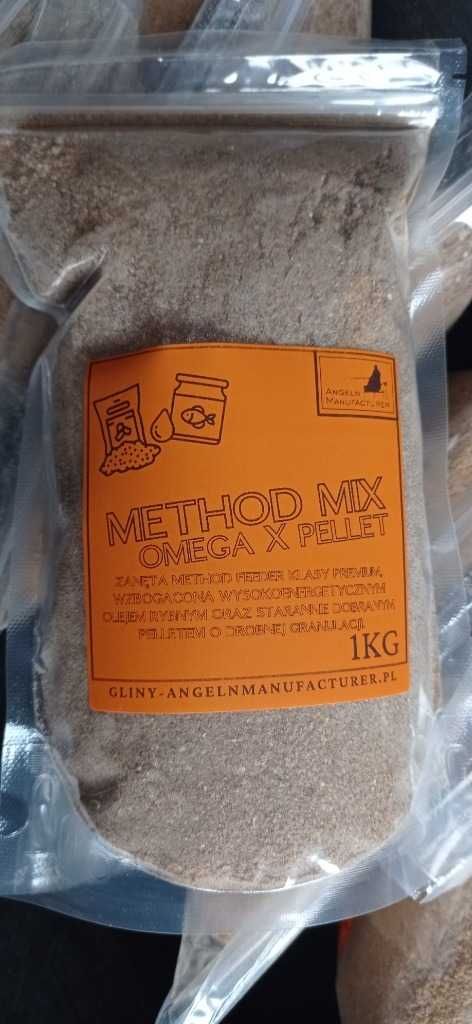 ANGELN
MANUFACTURER
METHOD MIX
OMEGA X PELLET
ZANĘTA METHOD FEEDER KLASY PREMIUM,
WZBOGACONA WYSOKOENERGETYCZNYM
OLEJEM RYBNYM ORAZ STARANNIE DOBRANYM
PELLETEM O DROBNEJ GRANULACJI.
1KG
GLINY-ANGELNMANUFACTURER.PL